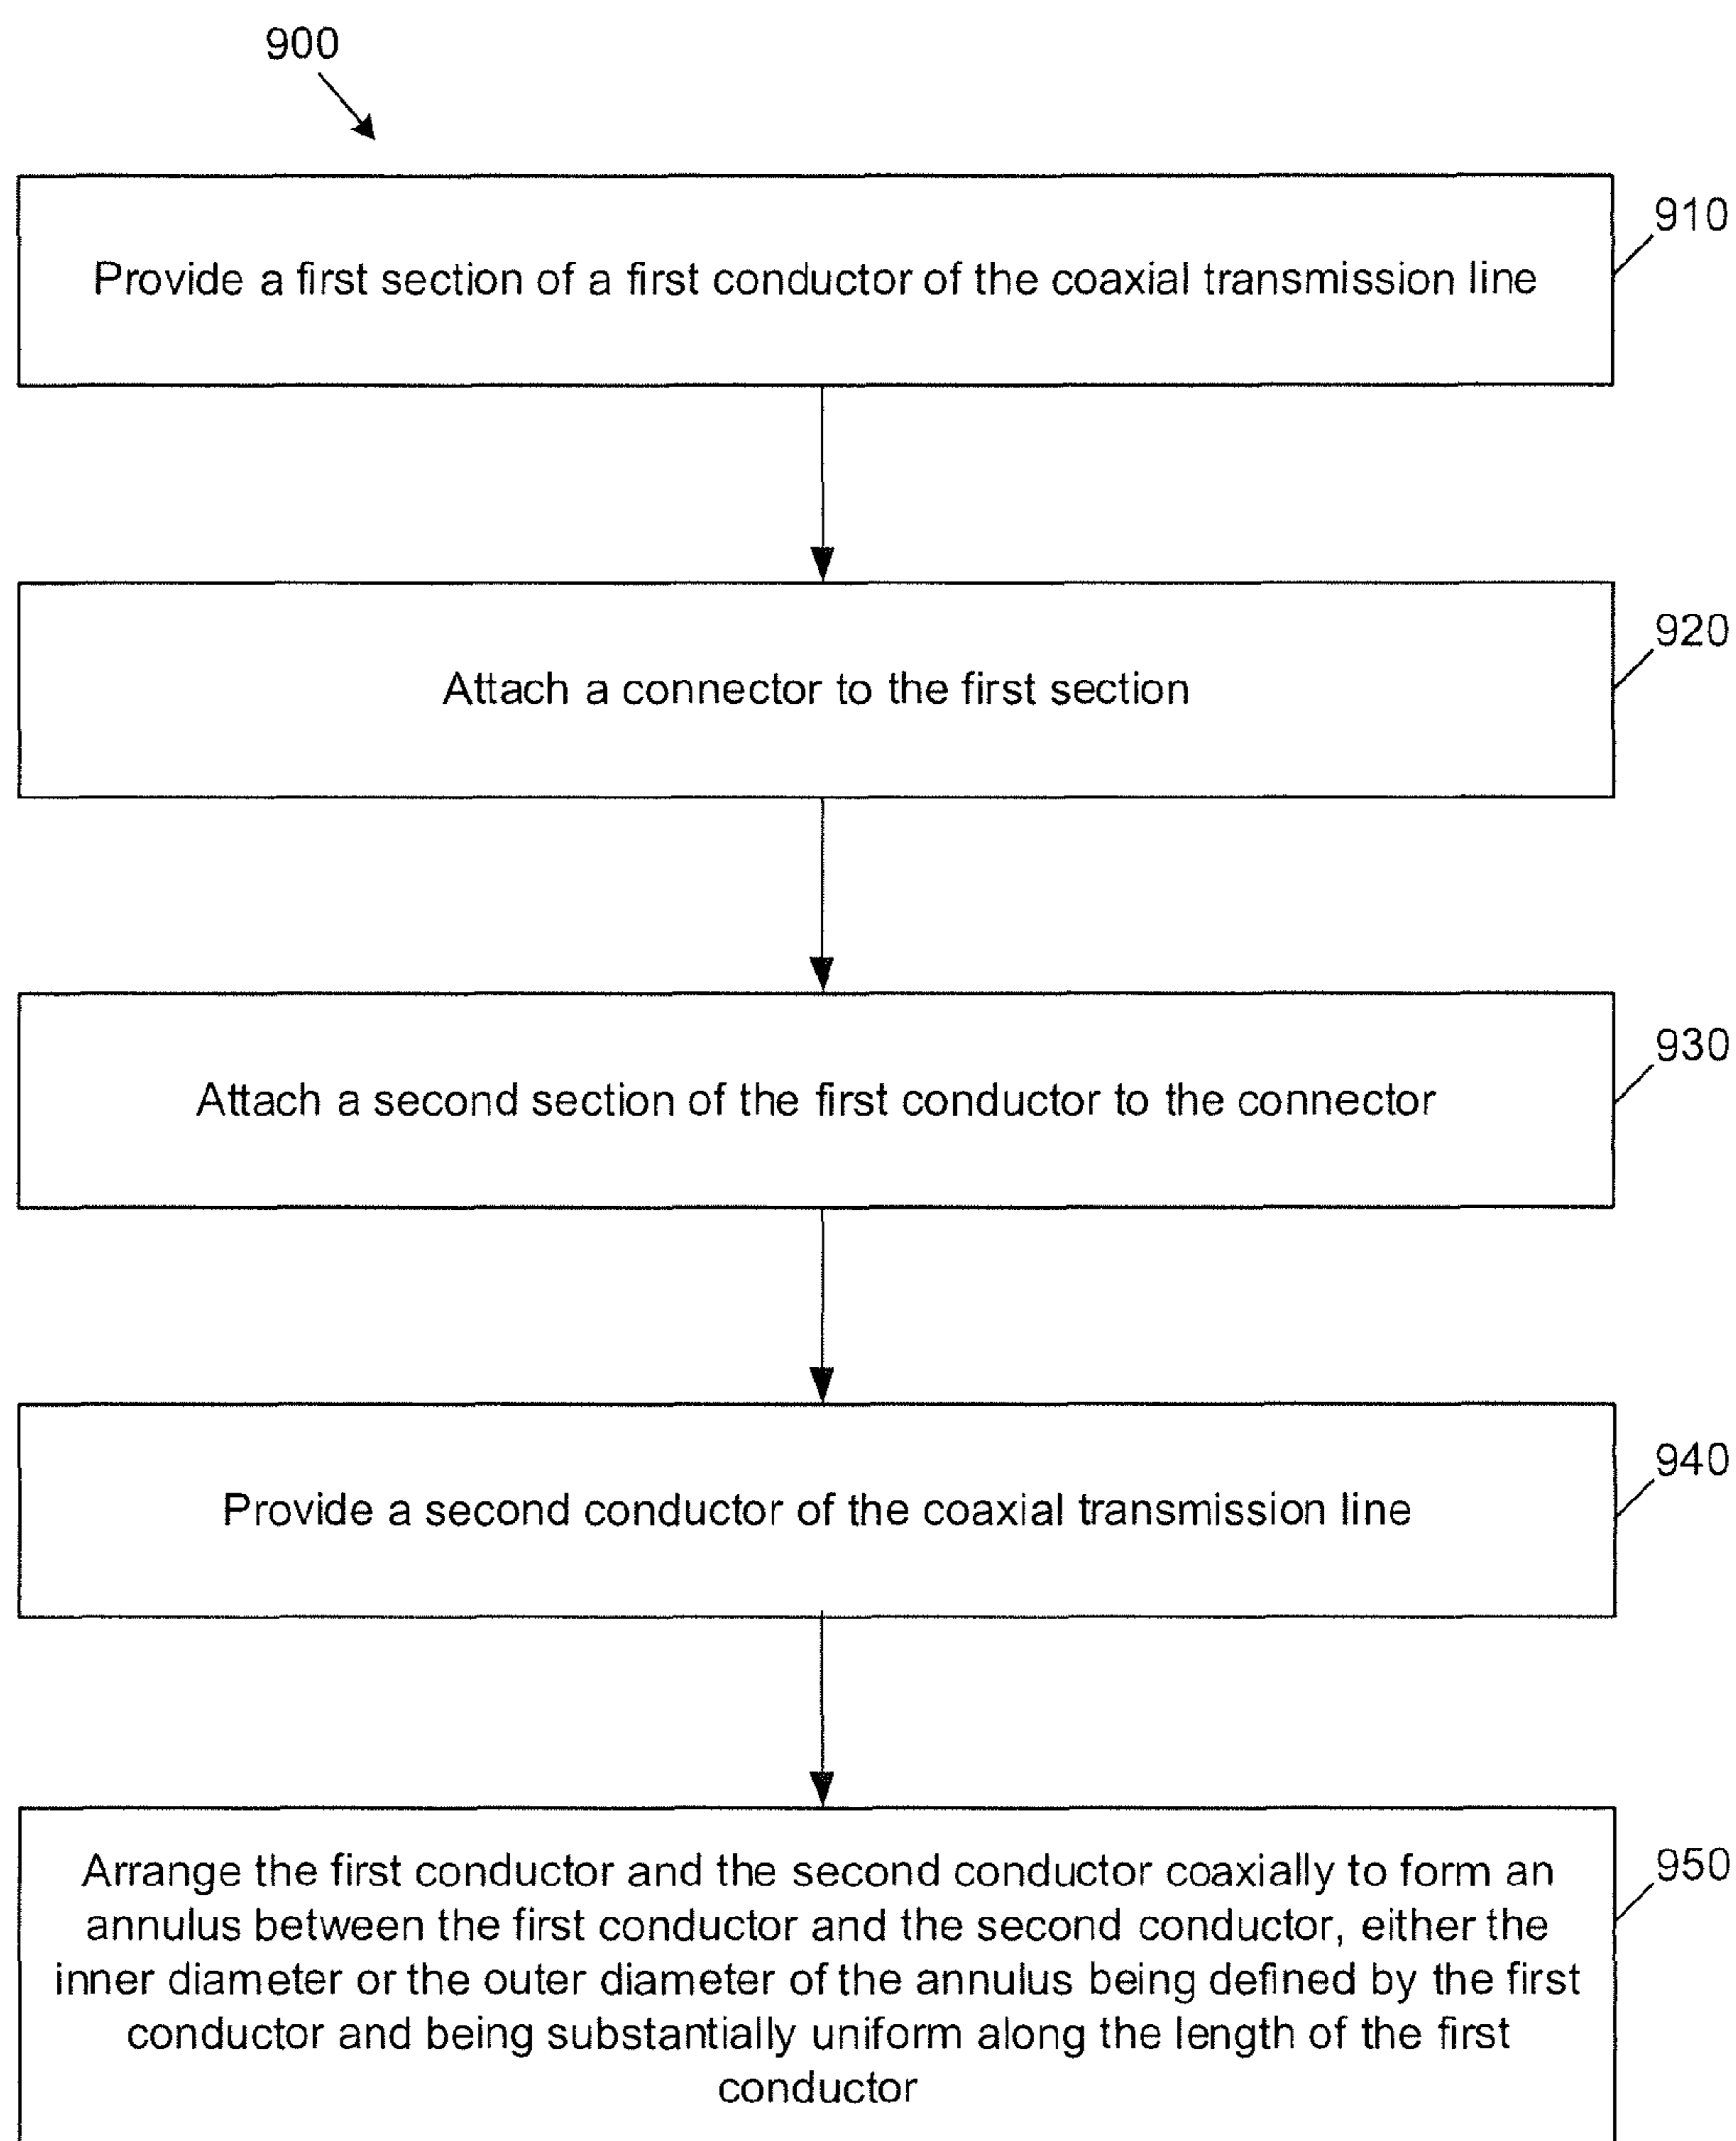 900
910
Provide a first section of a first conductor of the coaxial transmission line
920
Attach a connector to the first section
930
Attach a second section of the first conductor to the connector
940
Provide a second conductor of the coaxial transmission line
950
Arrange the first conductor and the second conductor coaxially to form an
annulus between the first conductor and the second conductor, either the
inner diameter or the outer diameter of the annulus being defined by the first
conductor and being substantially uniform along the length of the first
conductor